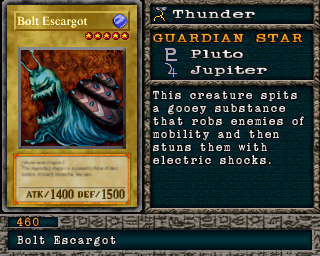 Bolt Escargot
ATK/1400 DEF/1500
Thunder
GUARDIAN STAR
Pluto
Jupiter
This creature spits
a gooey substance
that robs enemies of
mobility and then
stuns them with
electric shocks.
460
Bolt Escargot